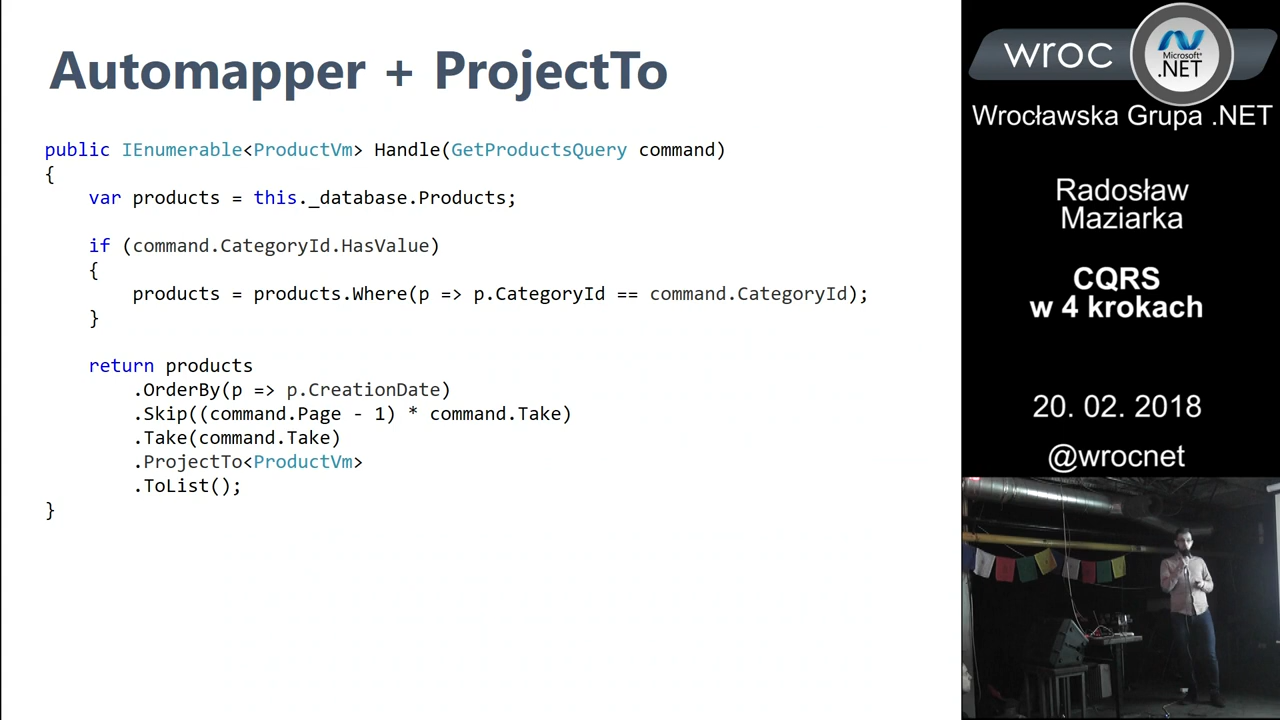 Automapper + ProjectTo
public IEnumerable<ProductVm> Handle(GetProductsQuery command)
{
var products = this._database.Products;
if (command.CategoryId.HasValue)
{
products = products.Where(p => p.CategoryId == command.CategoryId);
}
return products
.OrderBy(p => p.CreationDate)
.Skip((command.Page - 1) * command.Take)
.Take(command.Take)
.ProjectTo<ProductVm>
.ToList();
}
wroc
Microsoft®
.NET
Wrocławska Grupa .NET
Radosław
Maziarka
CQRS
w 4 krokach
20. 02. 2018
@wrocnet